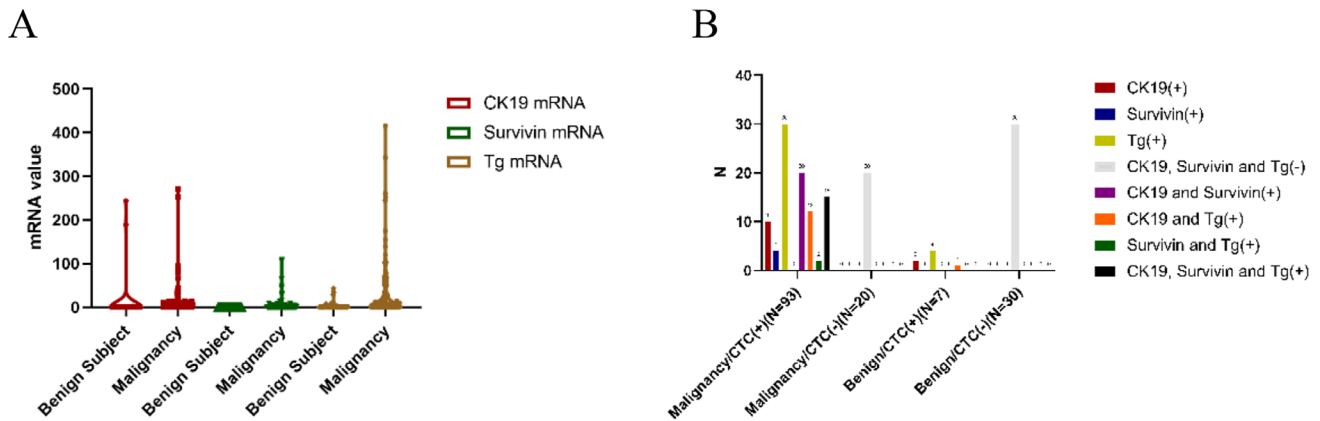 A
500
400
300
200
100
0
mRNA value
Benign Subject
Malignancy
Benign Subject
Malignancy
Benign Subject
Malignancy
CK19 mRNA
Survivin mRNA
Tg mRNA
B
40
30
20
10
0
N
Malignancy/CTC(+)(N=93)
Malignancy/CTC(-)(N=20)
Benign/CTC(+)(N=7)
Benign/CTC(-)(N=30)
CK19(+)
Survivin(+)
Tg(+)
CK19, Survivin and Tg(-)
CK19 and Survivin(+)
CK19 and Tg(+)
Survivin and Tg(+)
CK19, Survivin and Tg(+)